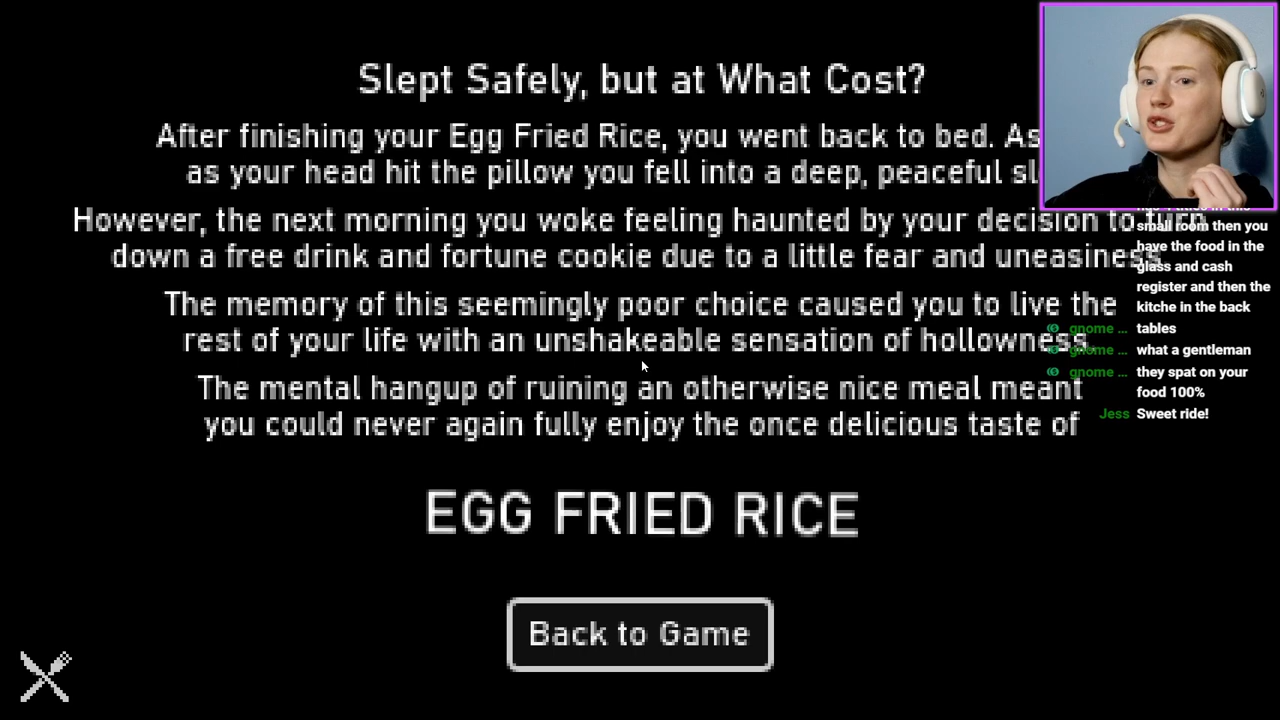 Slept Safely, but at What Cost?
After finishing your Egg Fried Rice, you went back to bed. As
as your head hit the pillow you fell into a deep, peaceful sl
However, the next morning you woke feeling haunted by your decision to turn
down a free drink and fortune cookie due to a little fear and uneasiness.
The memory of this seemingly poor choice caused you to live the
rest of your life with an unshakeable sensation of hollowness.
The mental hangup of ruining an otherwise nice meal meant
you could never again fully enjoy the once delicious taste of
EGG FRIED RICE
Back to Game
small room then you
have the food in the
glass and cash
register and then the
kitche in the back
gnome ... tables
gnome ... what a gentleman
gnome ... they spat on your
food 100%
Jess Sweet ride!